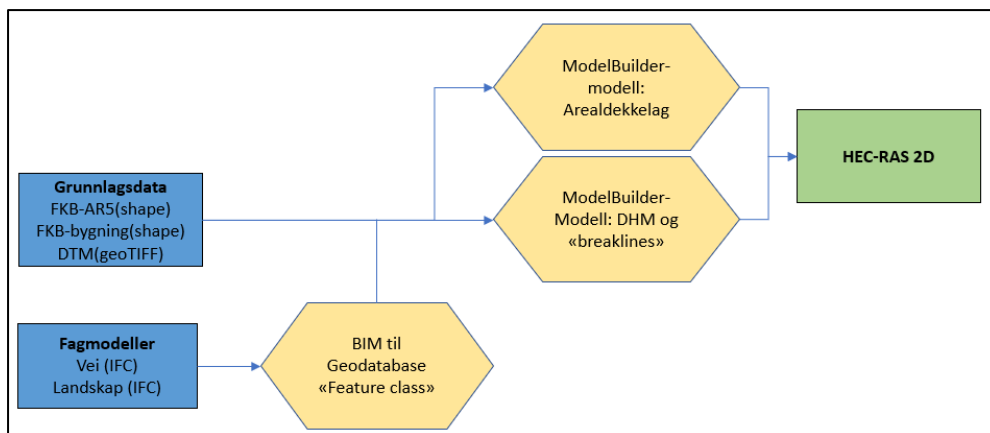 ModelBuilder-
modell:
Arealdekkelag
HEC-RAS 2D
Grunnlagsdata
FKB-AR5(shape)
FKB-bygning(shape)
DTM(geoTIFF)
ModelBuilder-
Modell: DHM og
«breaklines»
Fagmodeller
Vei (IFC)
Landskap (IFC)
BIM til
Geodatabase
«Feature class»